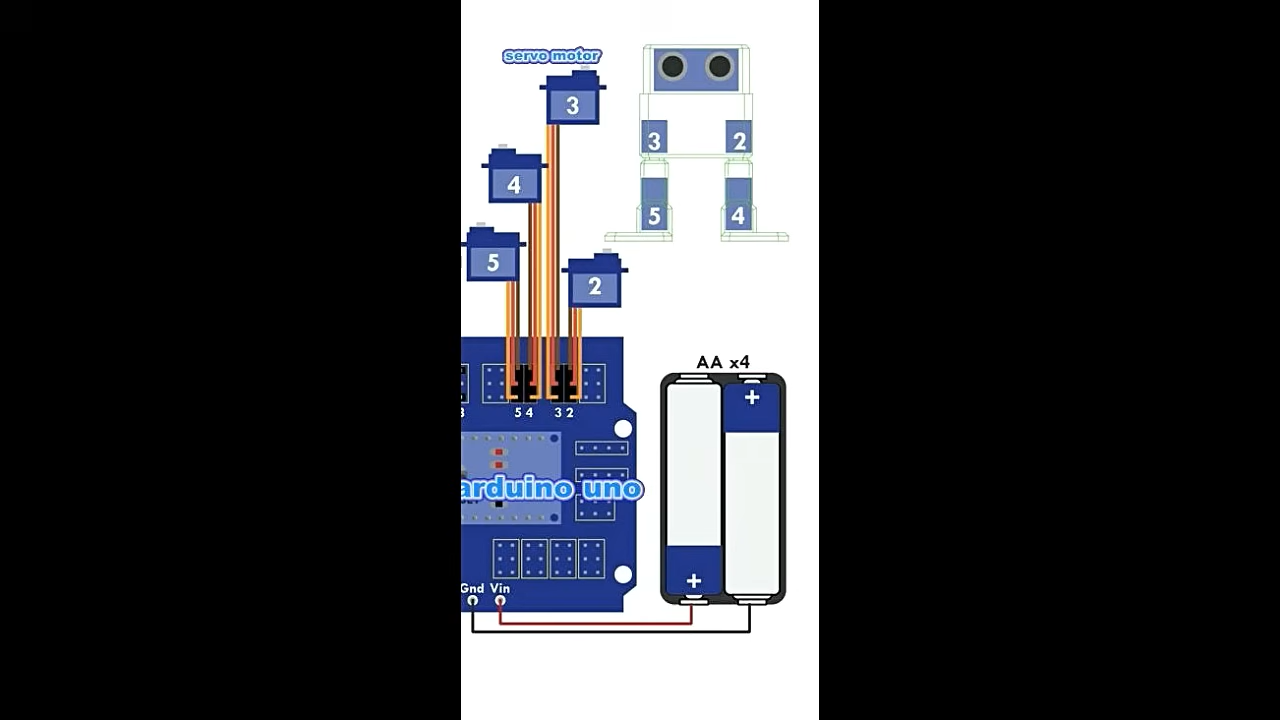 servo motor
3
4
5
2
3 2
5 4
AA x4
+
+
5 4 3 2
arduino uno
Gnd Vin